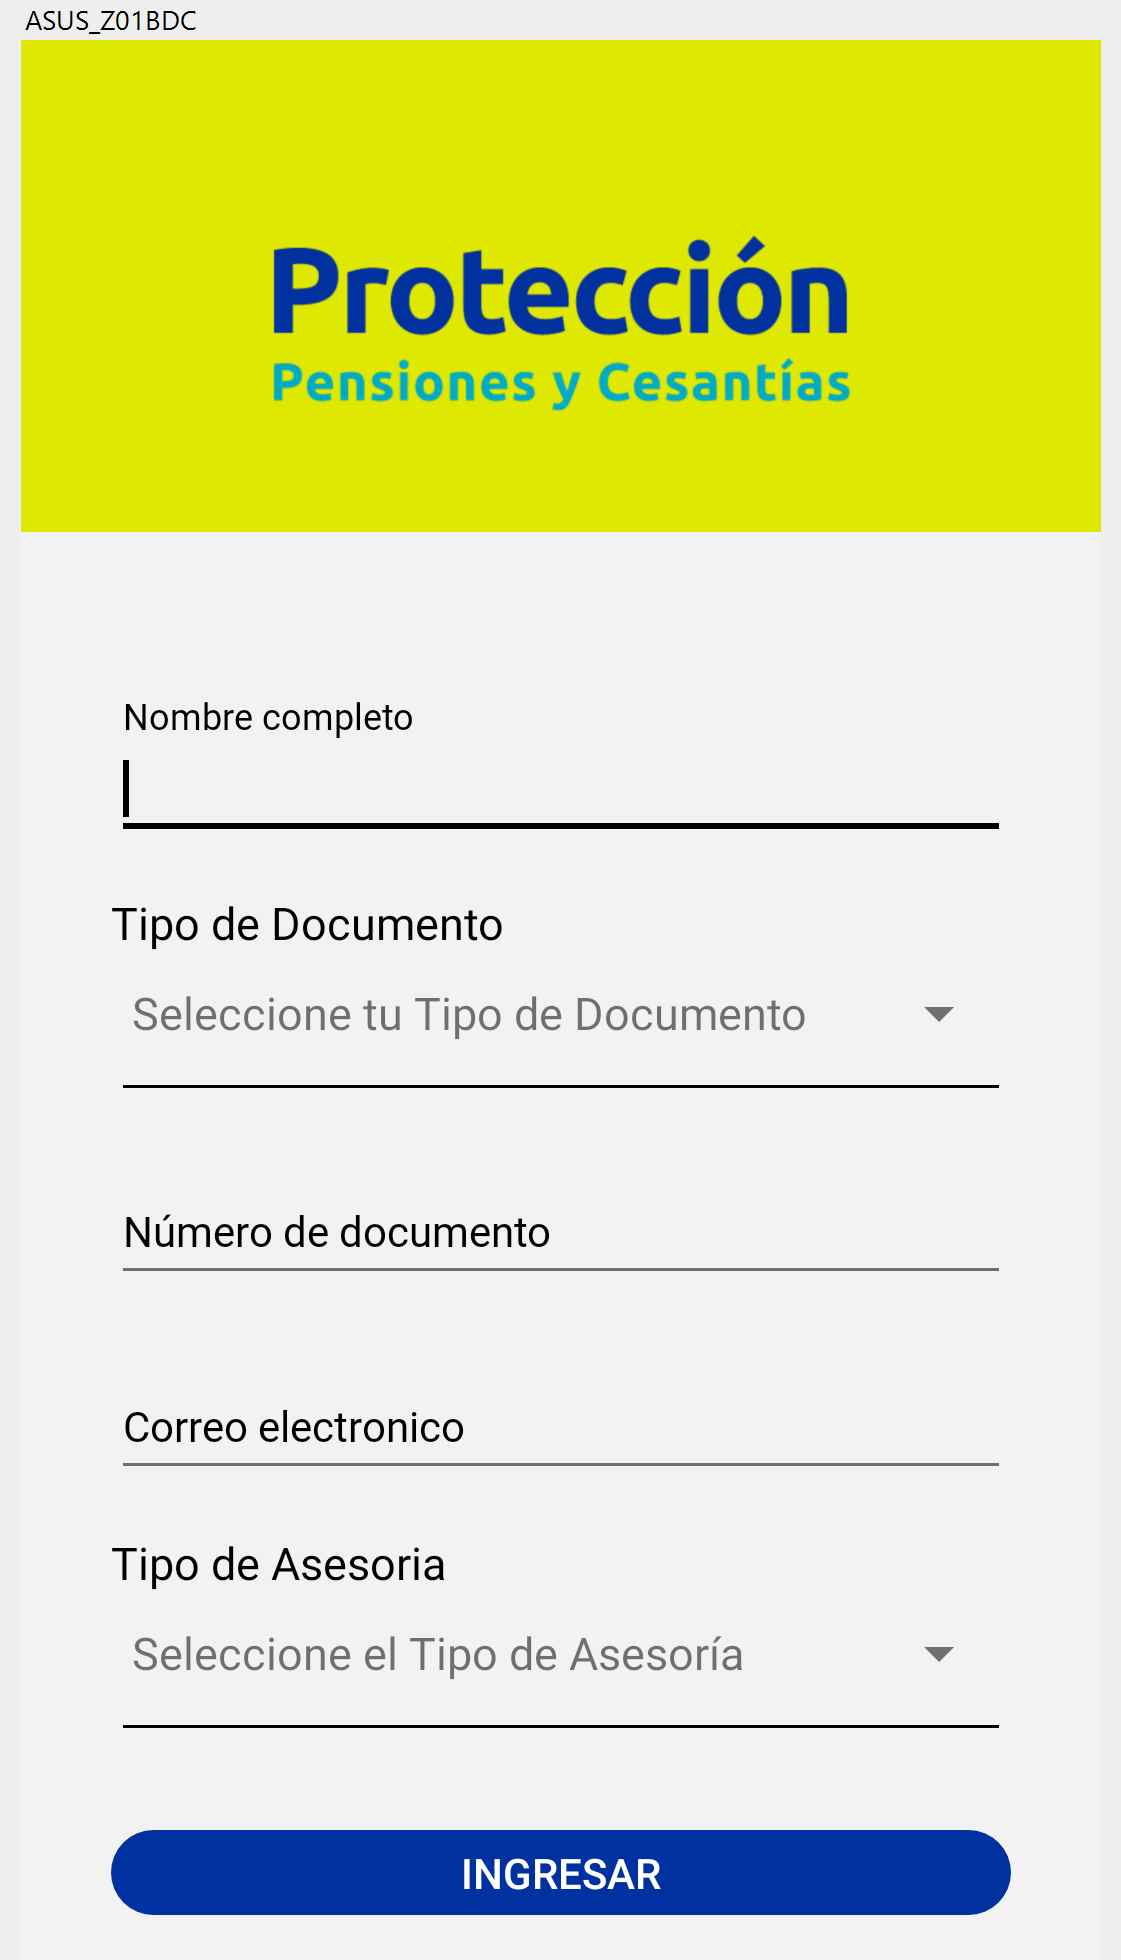 ASUS_Z01BDC
Protección
Pensiones y Cesantías
Nombre completo
Tipo de Documento
Seleccione tu Tipo de Documento
Número de documento
Correo electronico
Tipo de Asesoria
Seleccione el Tipo de Asesoría
INGRESAR